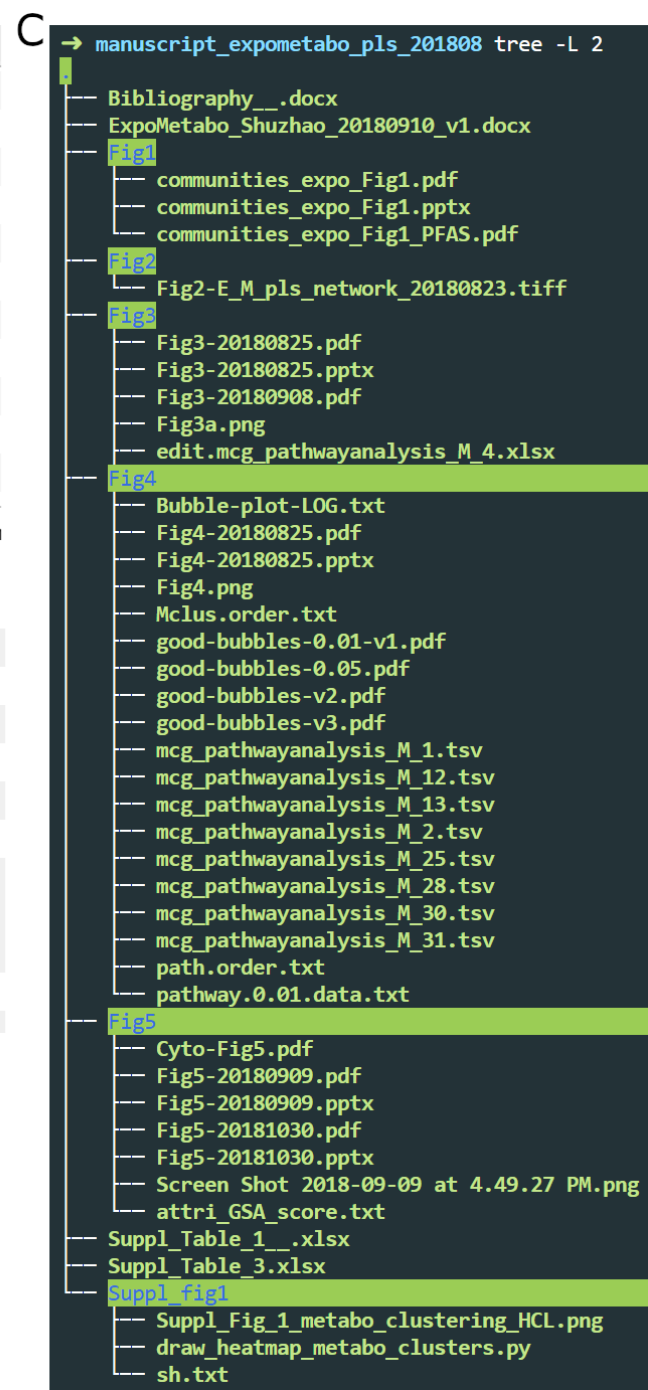 C
→ manuscript_expometabo_pls_201808 tree -L 2
.
├── Bibliography__.docx
├── ExpoMetabo_Shuzhao_20180910_v1.docx
├── Fig1
│   ├── communities_expo_Fig1.pdf
│   ├── communities_expo_Fig1.pptx
│   └── communities_expo_Fig1_PFAS.pdf
├── Fig2
│   └── Fig2-E_M_pls_network_20180823.tiff
├── Fig3
│   ├── Fig3-20180825.pdf
│   ├── Fig3-20180825.pptx
│   ├── Fig3-20180908.pdf
│   ├── Fig3a.png
│   └── edit.mcg_pathwayanalysis_M_4.xlsx
├── Fig4
│   ├── Bubble-plot-LOG.txt
│   ├── Fig4-20180825.pdf
│   ├── Fig4-20180825.pptx
│   ├── Fig4.png
│   ├── Mclus.order.txt
│   ├── good-bubbles-0.01-v1.pdf
│   ├── good-bubbles-0.05.pdf
│   ├── good-bubbles-v2.pdf
│   ├── good-bubbles-v3.pdf
│   ├── mcg_pathwayanalysis_M_1.tsv
│   ├── mcg_pathwayanalysis_M_12.tsv
│   ├── mcg_pathwayanalysis_M_13.tsv
│   ├── mcg_pathwayanalysis_M_2.tsv
│   ├── mcg_pathwayanalysis_M_25.tsv
│   ├── mcg_pathwayanalysis_M_28.tsv
│   ├── mcg_pathwayanalysis_M_30.tsv
│   ├── mcg_pathwayanalysis_M_31.tsv
│   ├── path.order.txt
│   └── pathway.0.01.data.txt
├── Fig5
│   ├── Cyto-Fig5.pdf
│   ├── Fig5-20180909.pdf
│   ├── Fig5-20180909.pptx
│   ├── Fig5-20181030.pdf
│   ├── Fig5-20181030.pptx
│   ├── Screen Shot 2018-09-09 at 4.49.27 PM.png
│   └── attri_GSA_score.txt
├── Suppl_Table_1__.xlsx
├── Suppl_Table_3.xlsx
└── Suppl_fig1
    ├── Suppl_Fig_1_metabo_clustering_HCL.png
    ├── draw_heatmap_metabo_clusters.py
    └── sh.txt